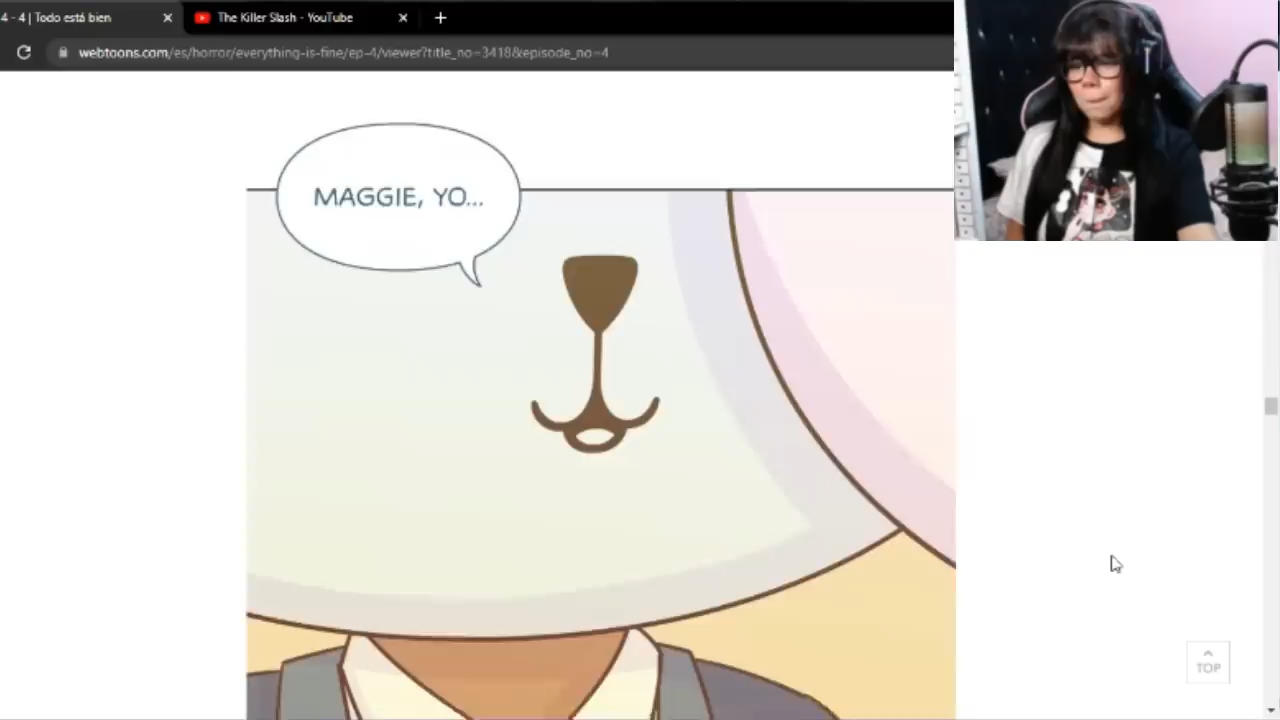 4 - 4 | Todo está bien
The Killer Slash - YouTube
webtoons.com/es/horror/everything-is-fine/ep-4/viewer?title_no=3418&episode_no=4
MAGGIE, YO...
TOP